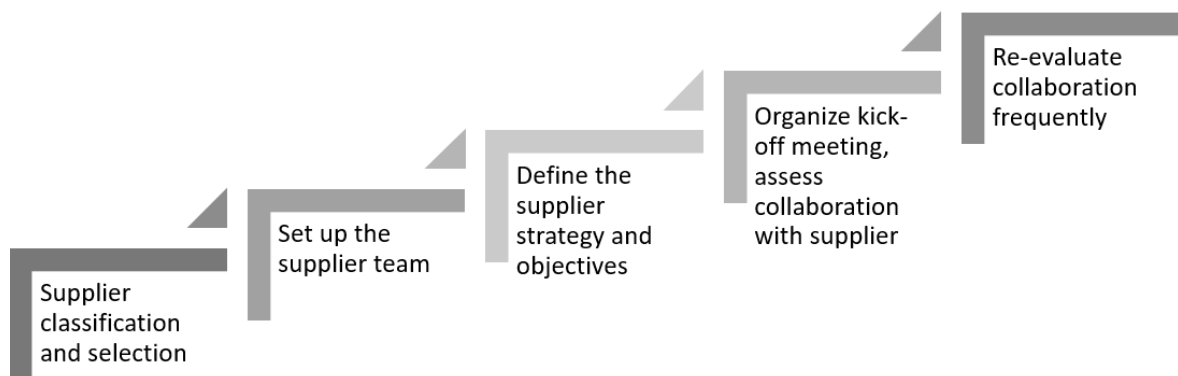 Supplier
classification
and selection
Set up the
supplier team
Define the
supplier
strategy and
objectives
Organize kick-
off meeting,
assess
collaboration
with supplier
Re-evaluate
collaboration
frequently